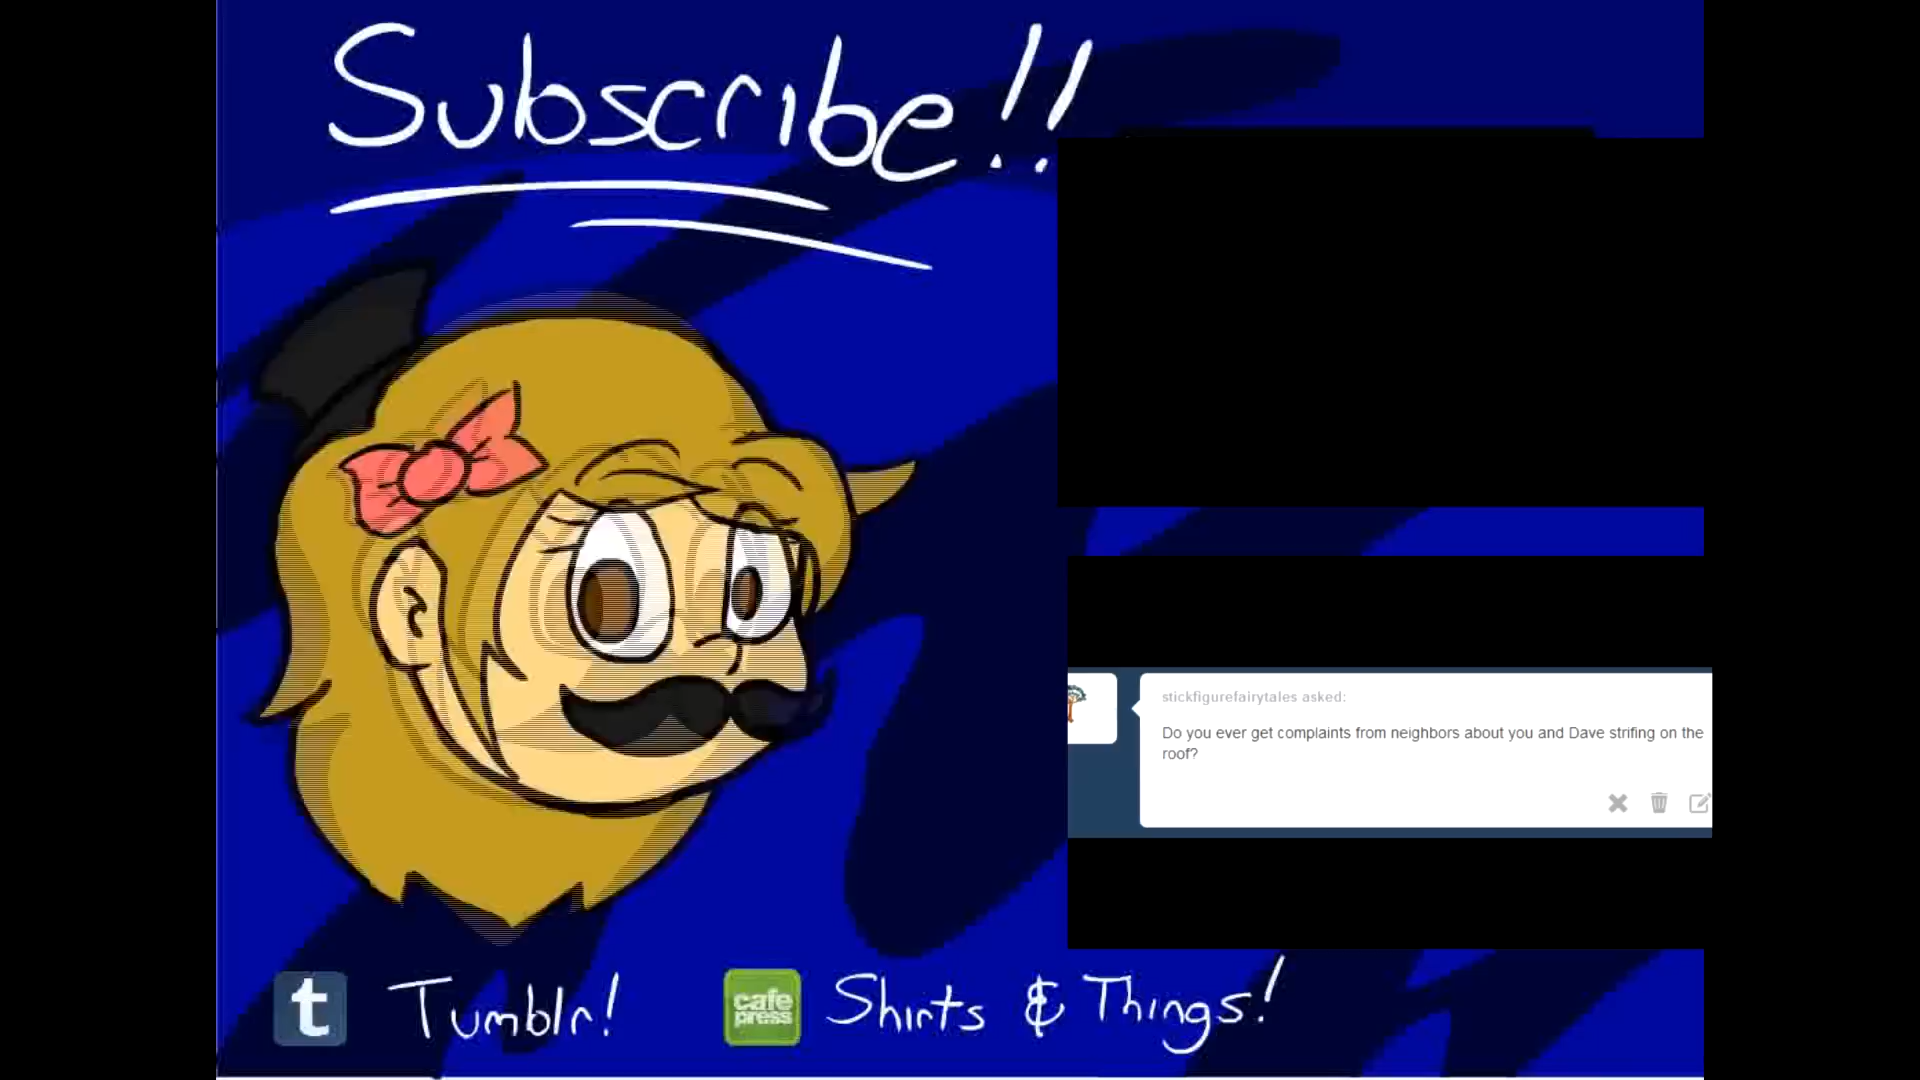 Subscribe!!
stickfigurefairytales asked:
Do you ever get complaints from neighbors about you and Dave strifing on the
roof?
t Tumblr! cafe press Shirts & Things!